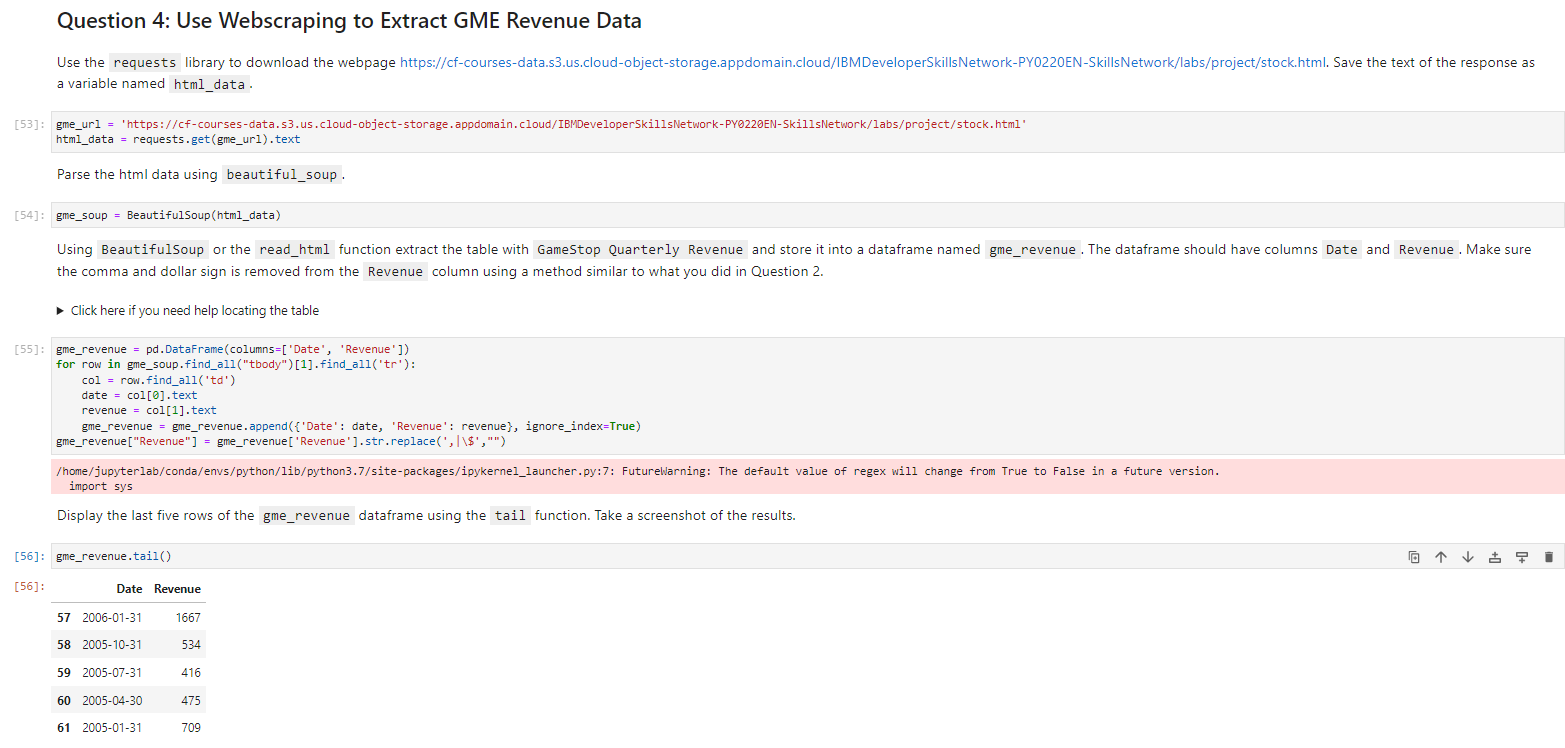 Question 4: Use Webscraping to Extract GME Revenue Data
Use the requests library to download the webpage https://cf-courses-data.s3.us.cloud-object-storage.appdomain.cloud/IBMDeveloperSkillsNetwork-PY0220EN-SkillsNetwork/labs/project/stock.html. Save the text of the response as
a variable named html_data.
[53]: gme_url = 'https://cf-courses-data.s3.us.cloud-object-storage.appdomain.cloud/IBMDeveloperSkillsNetwork-PY0220EN-SkillsNetwork/labs/project/stock.html'
html_data = requests.get(gme_url).text
Parse the html data using beautiful_soup.
[54]: gme_soup = BeautifulSoup(html_data)
Using BeautifulSoup or the read_html function extract the table with GameStop Quarterly Revenue and store it into a dataframe named gme_revenue. The dataframe should have columns Date and Revenue. Make sure
the comma and dollar sign is removed from the Revenue column using a method similar to what you did in Question 2.
Click here if you need help locating the table
[55]: gme_revenue = pd.DataFrame(columns=['Date', 'Revenue'])
for row in gme_soup.find_all("tbody")[1].find_all('tr'):
    col = row.find_all('td')
    date = col[0].text
    revenue = col[1].text
    gme_revenue = gme_revenue.append({'Date': date, 'Revenue': revenue}, ignore_index=True)
gme_revenue["Revenue"] = gme_revenue['Revenue'].str.replace(',|\$',"")
/home/jupyterlab/conda/envs/python/lib/python3.7/site-packages/ipykernel_launcher.py:7: FutureWarning: The default value of regex will change from True to False in a future version.
  import sys
Display the last five rows of the gme_revenue dataframe using the tail function. Take a screenshot of the results.
[56]: gme_revenue.tail()
[56]: Date Revenue
57 2006-01-31 1667
58 2005-10-31 534
59 2005-07-31 416
60 2005-04-30 475
61 2005-01-31 709